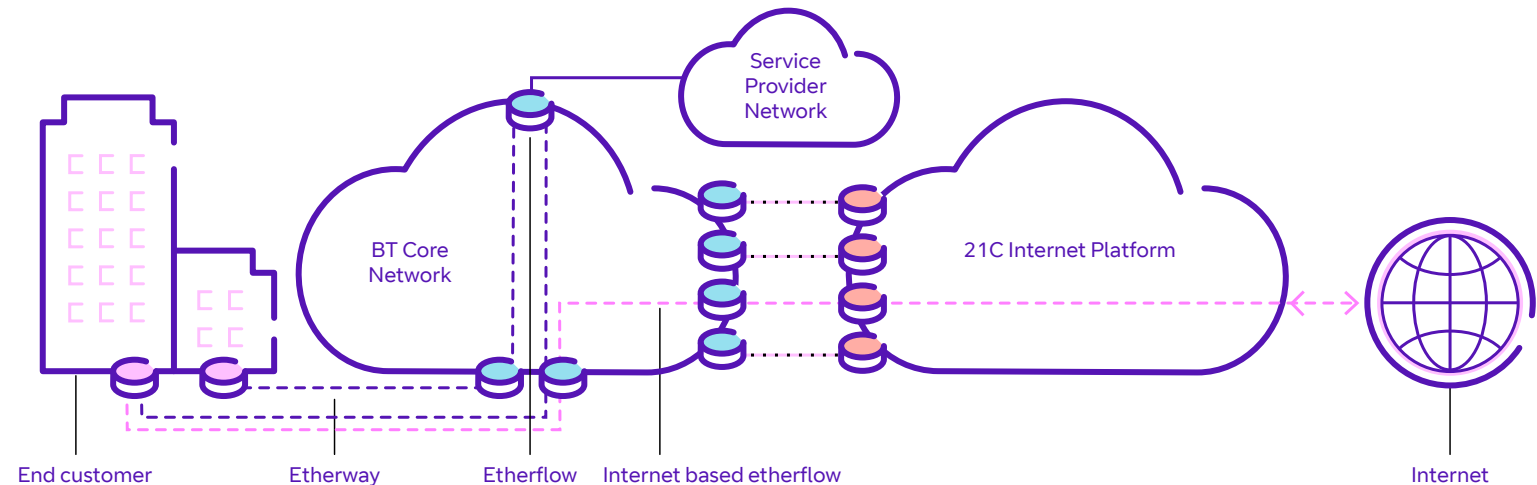 Service
Provider
Network
BT Core
Network
21C Internet Platform
End customer
Etherway
Etherflow
Internet based etherflow
Internet